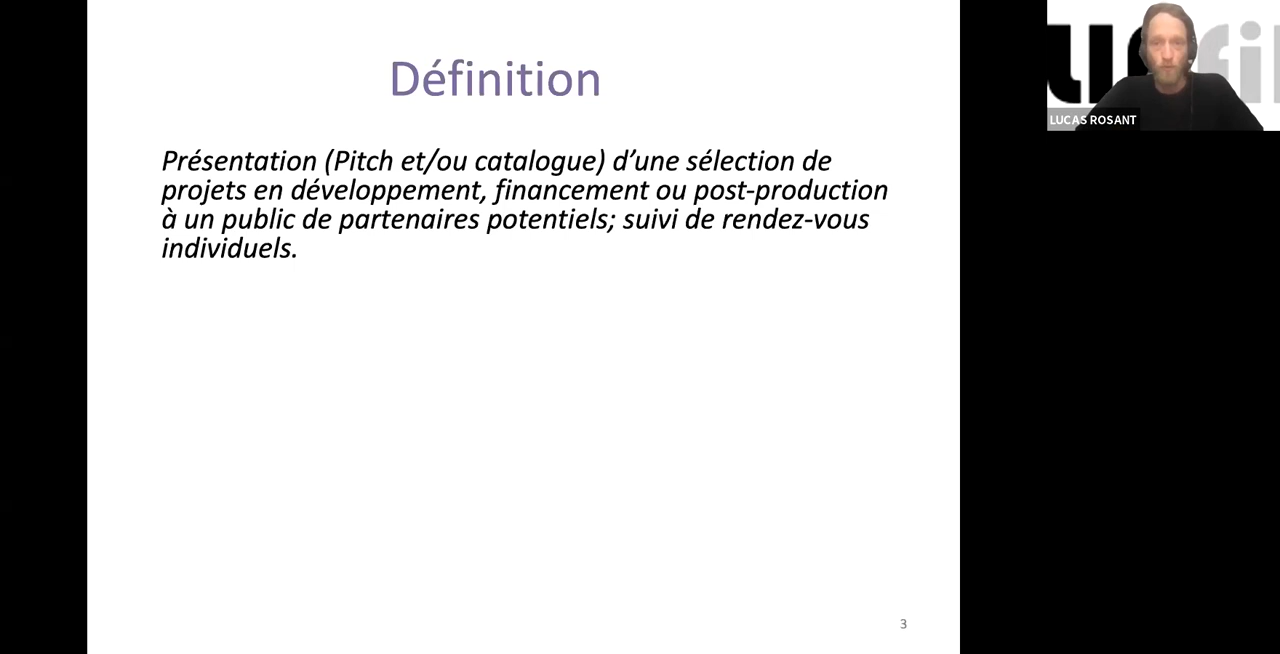 Définition
Présentation (Pitch et/ou catalogue) d’une sélection de
projets en développement, financement ou post-production
à un public de partenaires potentiels; suivi de rendez-vous
individuels.
3
LUCAS ROSANT